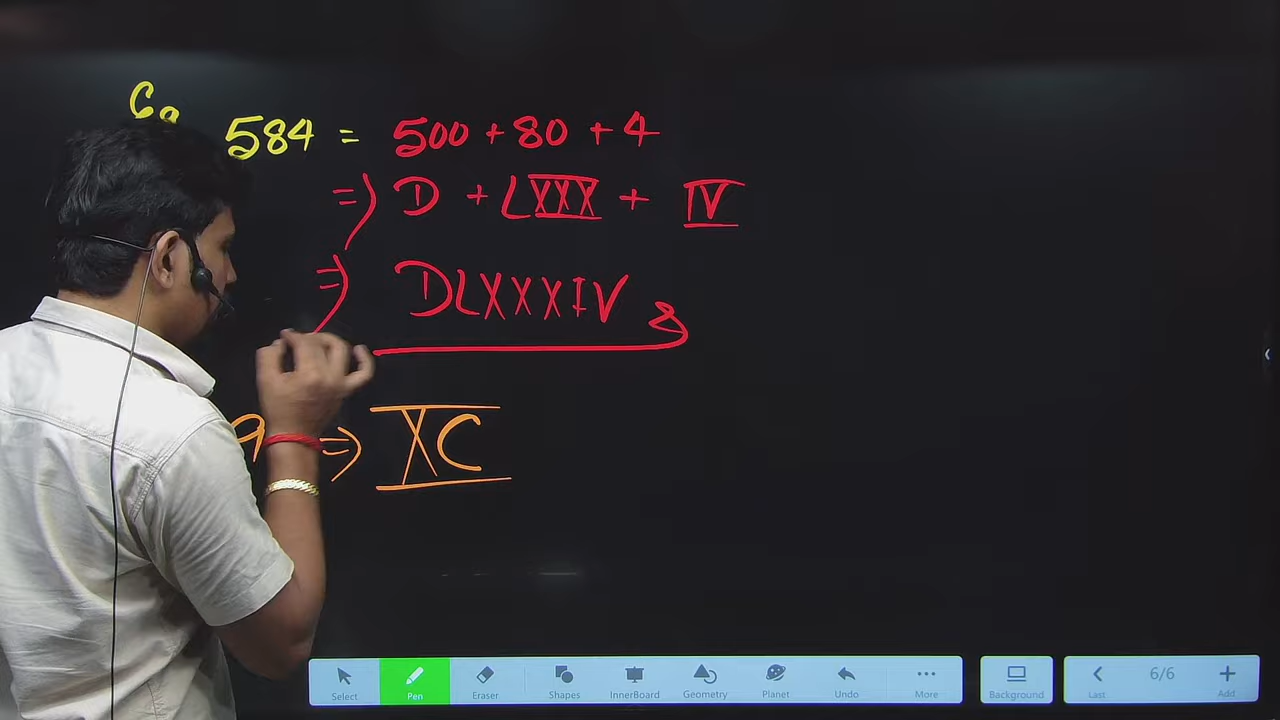 584 = 500 + 80 + 4
=> D + LXXX + IV
=> DLXXXIV
9 => XC
Select Pen Eraser Shapes InnerBoard Geometry Planet Undo More Background Last 6/6 Add